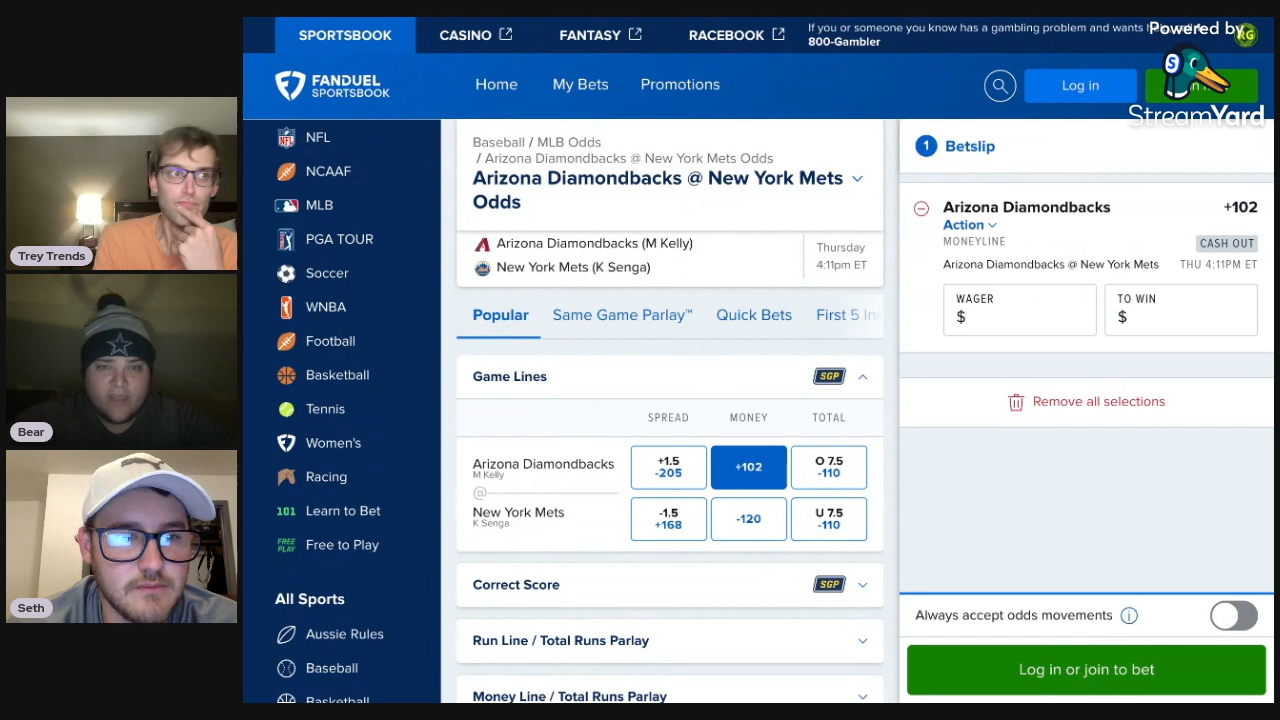 SPORTSBOOK
CASINO
FANTASY
RACEBOOK
If you or someone you know has a gambling problem and wants
800-Gambler
Powered by
StreamYard
FANDUEL
SPORTSBOOK
Home
My Bets
Promotions
Log in
NFL
NCAAF
MLB
PGA TOUR
Soccer
WNBA
Football
Basketball
Tennis
Women's
Racing
101 Learn to Bet
FREE PLAY Free to Play
All Sports
Aussie Rules
Baseball
Basketball
Baseball / MLB Odds
/ Arizona Diamondbacks @ New York Mets Odds
Arizona Diamondbacks @ New York Mets
Odds
Arizona Diamondbacks (M Kelly)
New York Mets (K Senga)
Thursday
4:11pm ET
Popular
Same Game Parlay™
Quick Bets
First 5 In
Game Lines
SGP
SPREAD MONEY TOTAL
Arizona Diamondbacks
M Kelly
+1.5
-205
+102
O 7.5
-110
@
New York Mets
K Senga
-1.5
+168
-120
U 7.5
-110
Correct Score
SGP
Run Line / Total Runs Parlay
Money Line / Total Runs Parlay
1 Betslip
Arizona Diamondbacks +102
Action
MONEYLINE
CASH OUT
Arizona Diamondbacks @ New York Mets THU 4:11PM ET
WAGER
$
TO WIN
$
Remove all selections
Always accept odds movements
Log in or join to bet
Trey Trends
Bear
Seth